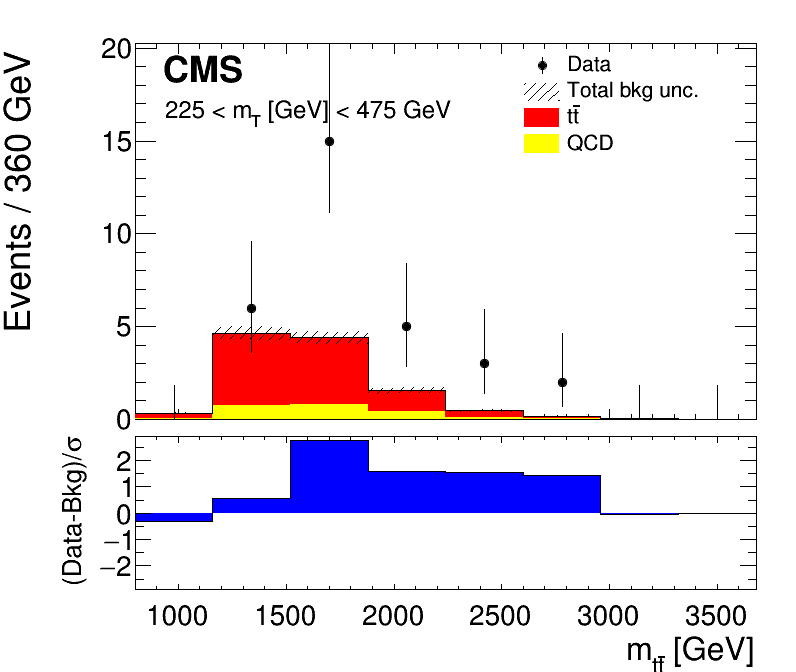 20
15
10
5
0
Events / 360 GeV
CMS
225 < m_T [GeV] < 475 GeV
Data
Total bkg unc.
tt̄
QCD
2
1
0
−1
−2
(Data-Bkg)/σ
1000 1500 2000 2500 3000 3500
m_tt̄ [GeV]